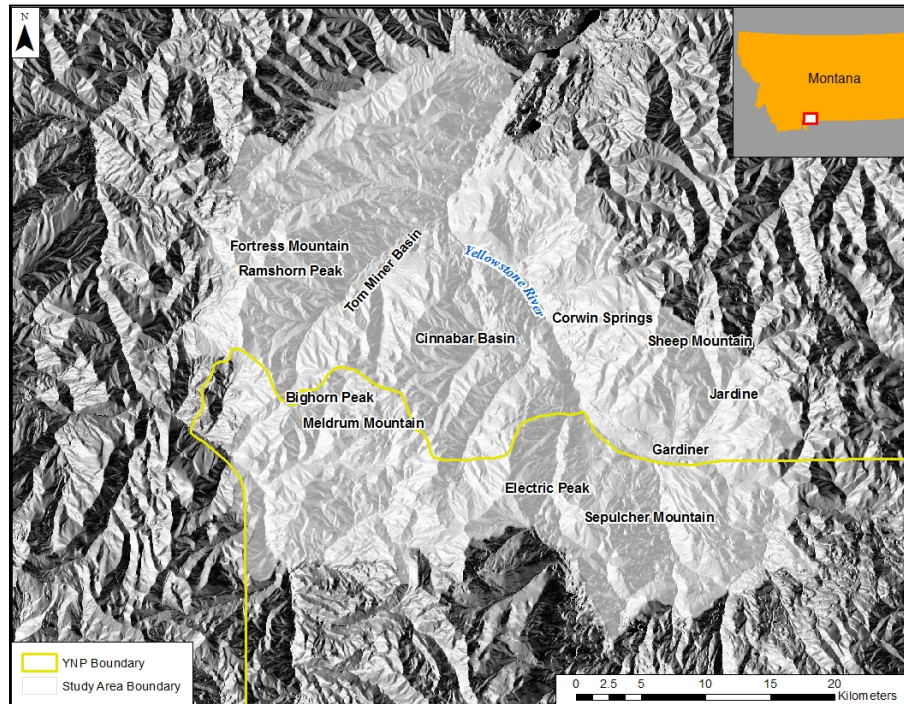 N
Montana
Fortress Mountain
Ramshorn Peak
Tom Miner Basin
Yellowstone River
Corwin Springs
Cinnabar Basin
Sheep Mountain
Bighorn Peak
Jardine
Meldrum Mountain
Gardiner
Electric Peak
Sepulcher Mountain
YNP Boundary
Study Area Boundary
0 2.5 5 10 15 20
Kilometers